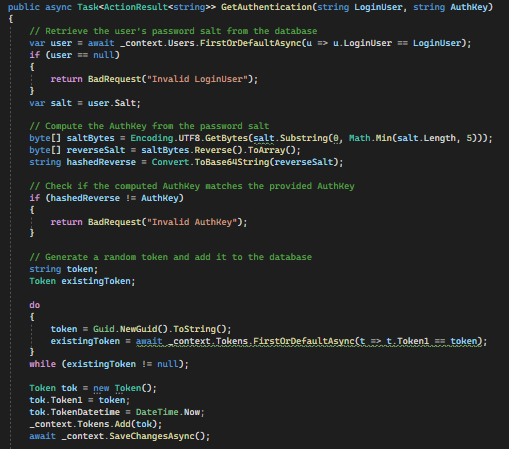 public async Task<ActionResult<string>> GetAuthentication(string LoginUser, string AuthKey)
{
// Retrieve the user's password salt from the database
var user = await _context.Users.FirstOrDefaultAsync(u => u.LoginUser == LoginUser);
if (user == null)
{
return BadRequest("Invalid LoginUser");
}
var salt = user.Salt;
// Compute the AuthKey from the password salt
byte[] saltBytes = Encoding.UTF8.GetBytes(salt.Substring(0, Math.Min(salt.Length, 5)));
byte[] reverseSalt = saltBytes.Reverse().ToArray();
string hashedReverse = Convert.ToBase64String(reverseSalt);
// Check if the computed AuthKey matches the provided AuthKey
if (hashedReverse != AuthKey)
{
return BadRequest("Invalid AuthKey");
}
// Generate a random token and add it to the database
string token;
Token existingToken;
do
{
token = Guid.NewGuid().ToString();
existingToken = await _context.Tokens.FirstOrDefaultAsync(t => t.Token1 == token);
}
while (existingToken != null);
Token tok = new Token();
tok.Token1 = token;
tok.TokenDatetime = DateTime.Now;
_context.Tokens.Add(tok);
await _context.SaveChangesAsync();